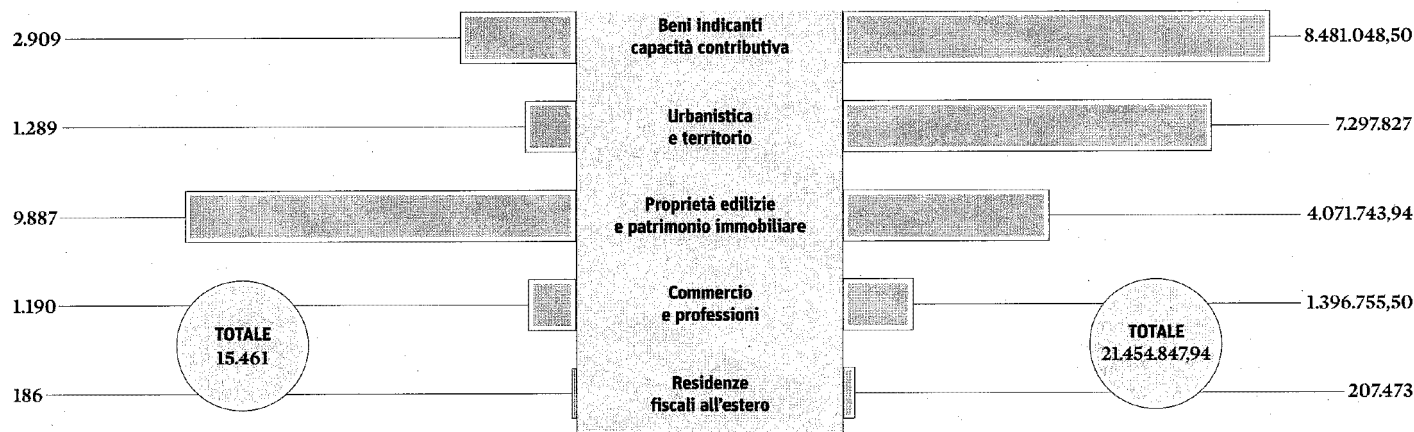 2.909
Beni indicanti
capacità contributiva
8.481.048,50
1.289
Urbanistica
e territorio
7.297.827
9.887
Proprietà edilizie
e patrimonio immobiliare
4.071.743,94
1.190
Commercio
e professioni
1.396.755,50
TOTALE
15.461
TOTALE
21.454.847,94
186
Residenze
fiscali all'estero
207.473